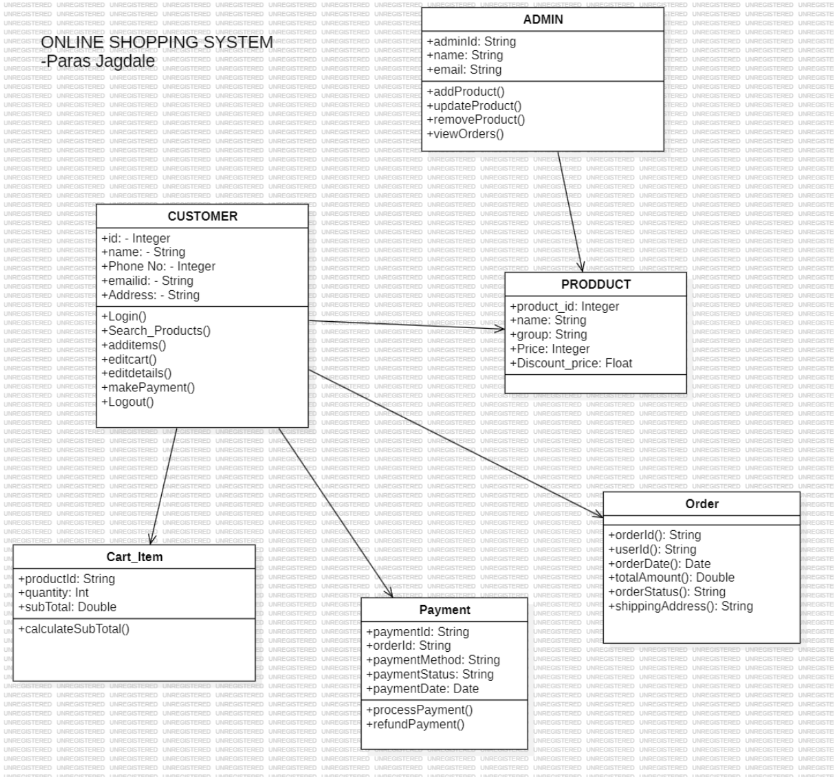 ONLINE SHOPPING SYSTEM
-Paras Jagdale
ADMIN
+adminId: String
+name: String
+email: String
+addProduct()
+updateProduct()
+removeProduct()
+viewOrders()
CUSTOMER
+id: - Integer
+name: - String
+Phone No: - Integer
+emailid: - String
+Address: - String
+Login()
+Search_Products()
+additems()
+editcart()
+editdetails()
+makePayment()
+Logout()
PRODDUCT
+product_id: Integer
+name: String
+group: String
+Price: Integer
+Discount_price: Float
Order
+orderId(): String
+userId(): String
+orderDate(): Date
+totalAmount(): Double
+orderStatus(): String
+shippingAddress(): String
Cart_Item
+productId: String
+quantity: Int
+subTotal: Double
+calculateSubTotal()
Payment
+paymentId: String
+orderId: String
+paymentMethod: String
+paymentStatus: String
+paymentDate: Date
+processPayment()
+refundPayment()
UNREGISTERED